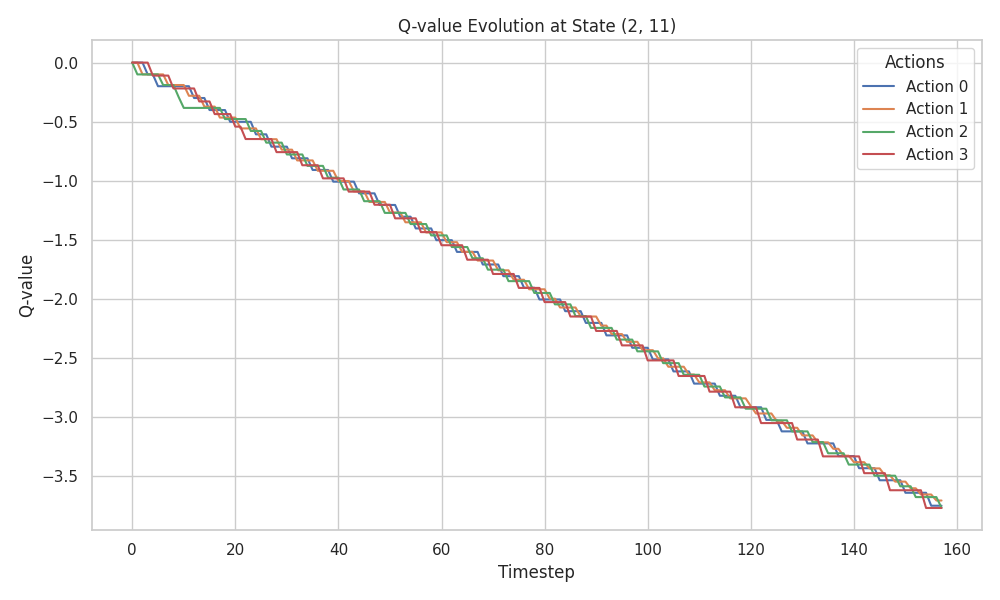 Q-value Evolution at State (2, 11)
Actions
Action 0
Action 1
Action 2
Action 3
Q-value
0.0
−0.5
−1.0
−1.5
−2.0
−2.5
−3.0
−3.5
0 20 40 60 80 100 120 140 160
Timestep